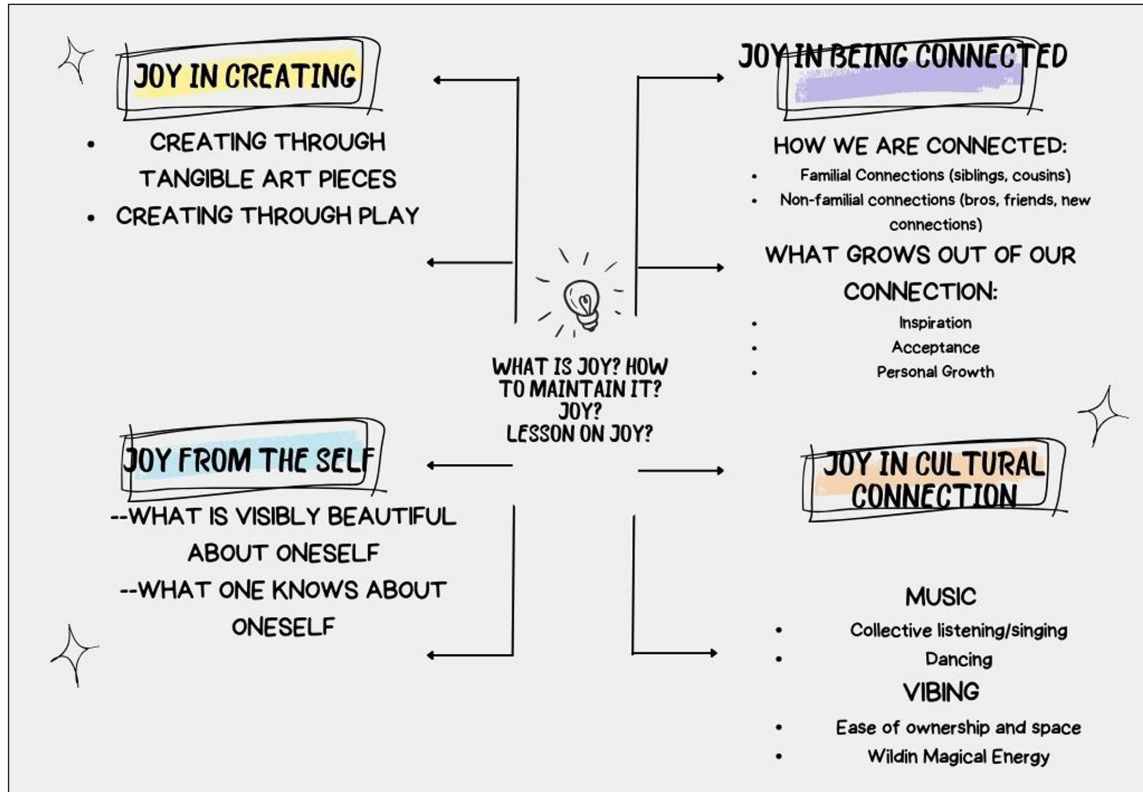 JOY IN CREATING
• CREATING THROUGH
TANGIBLE ART PIECES
• CREATING THROUGH PLAY
JOY IN BEING CONNECTED
HOW WE ARE CONNECTED:
• Familial Connections (siblings, cousins)
• Non-familial connections (bros, friends, new
connections)
WHAT GROWS OUT OF OUR
CONNECTION:
• Inspiration
• Acceptance
• Personal Growth
WHAT IS JOY? HOW
TO MAINTAIN IT?
JOY?
LESSON ON JOY?
JOY FROM THE SELF
--WHAT IS VISIBLY BEAUTIFUL
ABOUT ONESELF
--WHAT ONE KNOWS ABOUT
ONESELF
JOY IN CULTURAL
CONNECTION
MUSIC
• Collective listening/singing
• Dancing
VIBING
• Ease of ownership and space
• Wildin Magical Energy